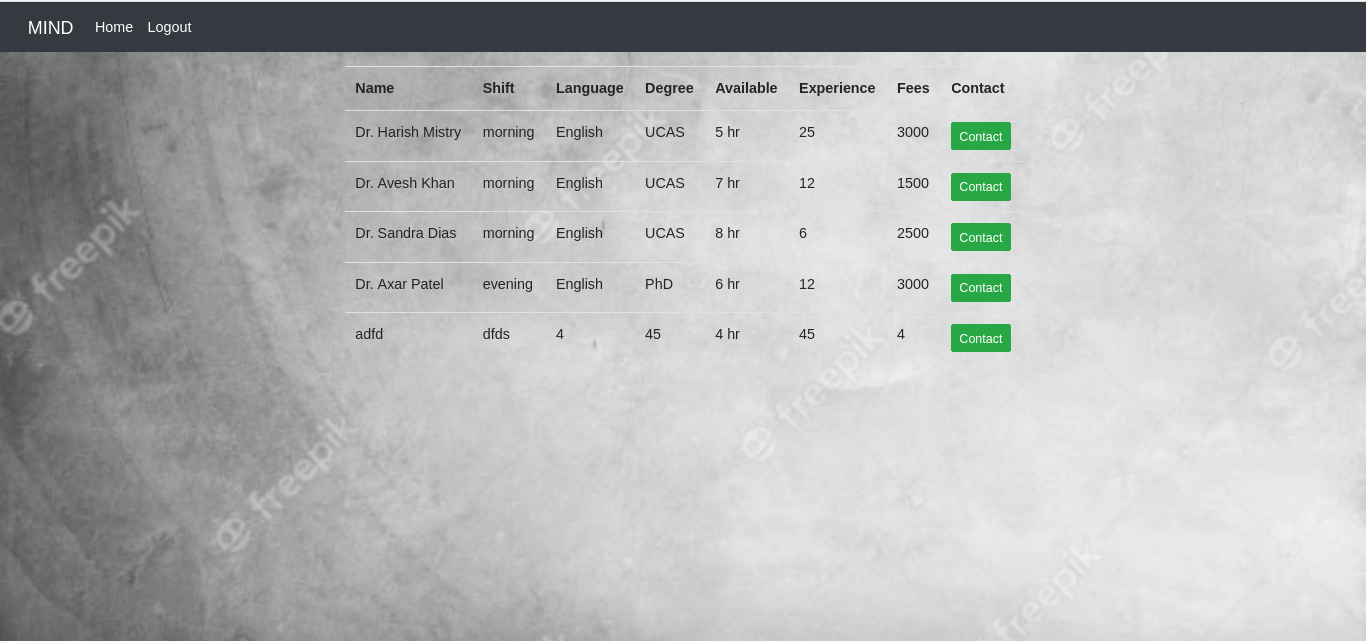 MIND Home Logout
Name Shift Language Degree Available Experience Fees Contact
Dr. Harish Mistry morning English UCAS 5 hr 25 3000 Contact
Dr. Avesh Khan morning English UCAS 7 hr 12 1500 Contact
Dr. Sandra Dias morning English UCAS 8 hr 6 2500 Contact
Dr. Axar Patel evening English PhD 6 hr 12 3000 Contact
adfd dfds 4 45 4 hr 45 4 Contact
freepik
freepik
freepik
freepik
freepik
freepik
freepik